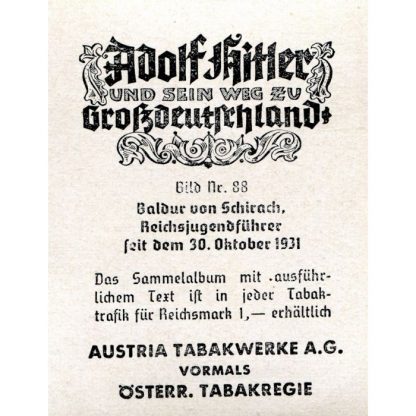 Adolf Hitler
UND SEIN WEG ZU
Großdeutschland
Bild Nr. 88
Baldur von Schirach,
Reichsjugendführer
seit dem 30. Oktober 1931
Das Sammelalbum mit ausführ-
lichem Text ist in jeder Tabak-
trafik für Reichsmark 1,— erhältlich
AUSTRIA TABAKWERKE A.G.
VORMALS
ÖSTERR. TABAKREGIE